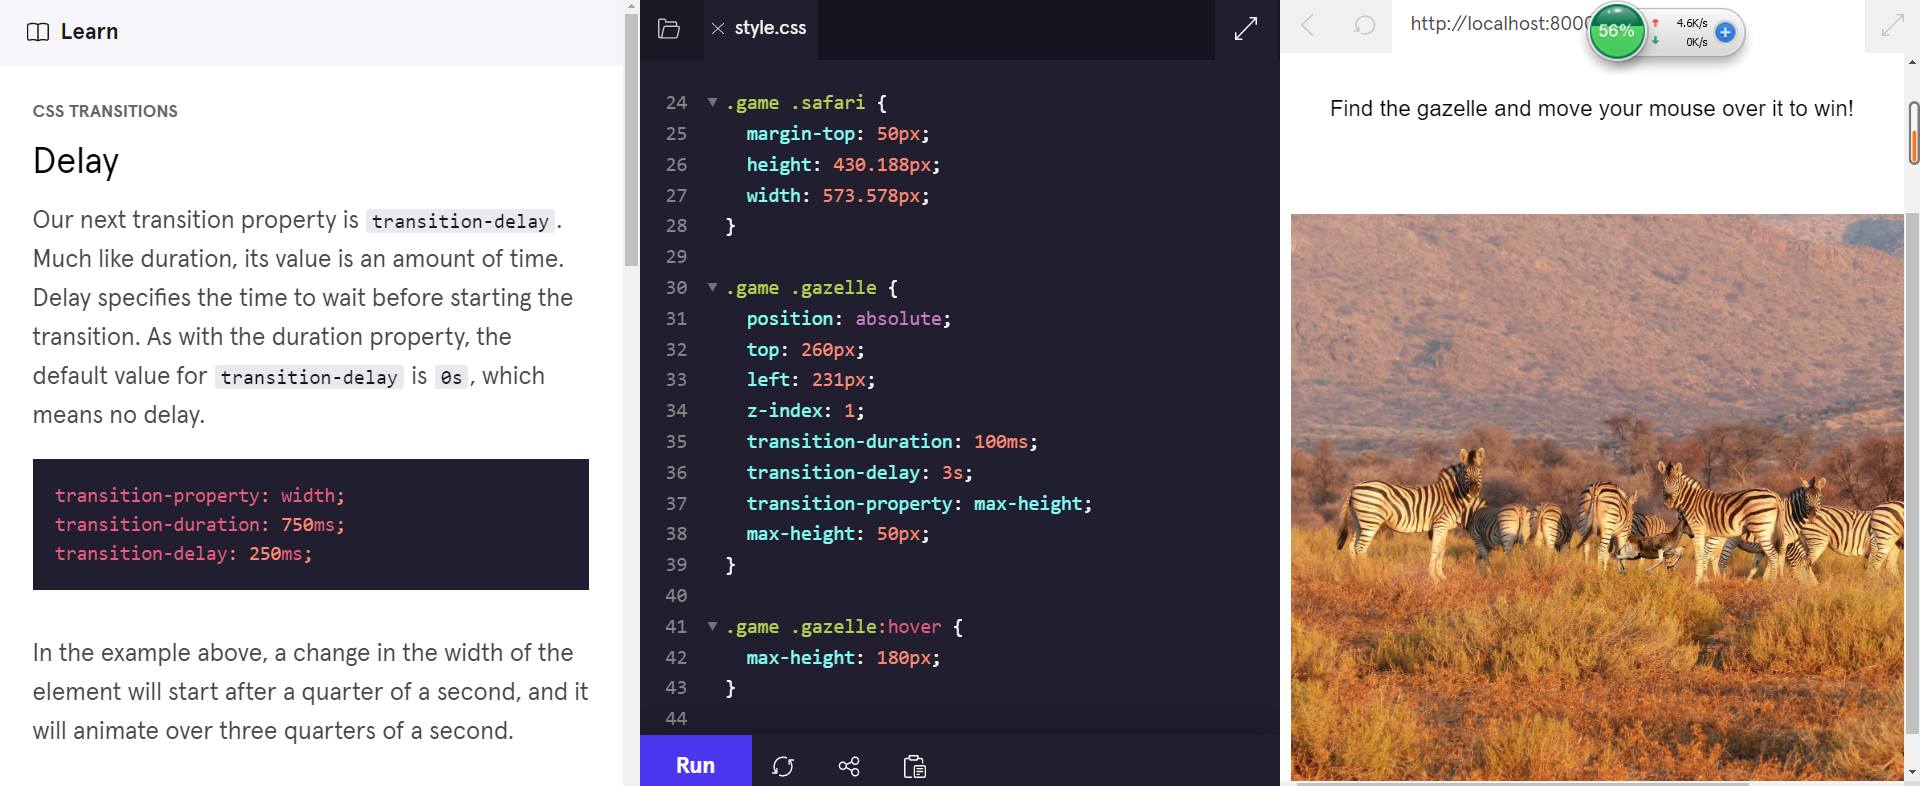 Learn
CSS TRANSITIONS
Delay
Our next transition property is transition-delay.
Much like duration, its value is an amount of time.
Delay specifies the time to wait before starting the
transition. As with the duration property, the
default value for transition-delay is 0s, which
means no delay.
transition-property: width;
transition-duration: 750ms;
transition-delay: 250ms;
In the example above, a change in the width of the
element will start after a quarter of a second, and it
will animate over three quarters of a second.
style.css
24 .game .safari {
25 margin-top: 50px;
26 height: 430.188px;
27 width: 573.578px;
28 }
29
30 .game .gazelle {
31 position: absolute;
32 top: 260px;
33 left: 231px;
34 z-index: 1;
35 transition-duration: 100ms;
36 transition-delay: 3s;
37 transition-property: max-height;
38 max-height: 50px;
39 }
40
41 .game .gazelle:hover {
42 max-height: 180px;
43 }
44
Run
http://localhost:8000
56%
4.6K/s
0K/s
Find the gazelle and move your mouse over it to win!